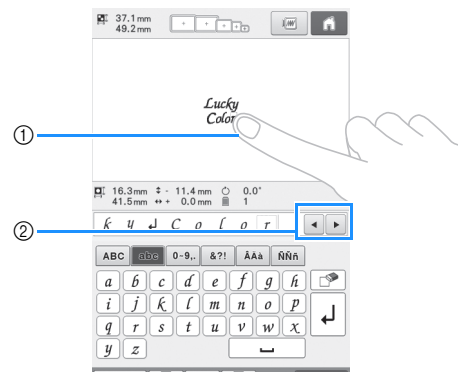 37.1 mm
49.2 mm
Lucky
Color
①
16.3 mm - 11.4 mm 0.0°
41.5 mm + 0.0 mm 1
②
k y ↲ C o l o r
ABC abc 0-9,. &?! ÄÀà ÑÑñ
a b c d e f g h
i j k l m n o p
q r s t u v w x
y z